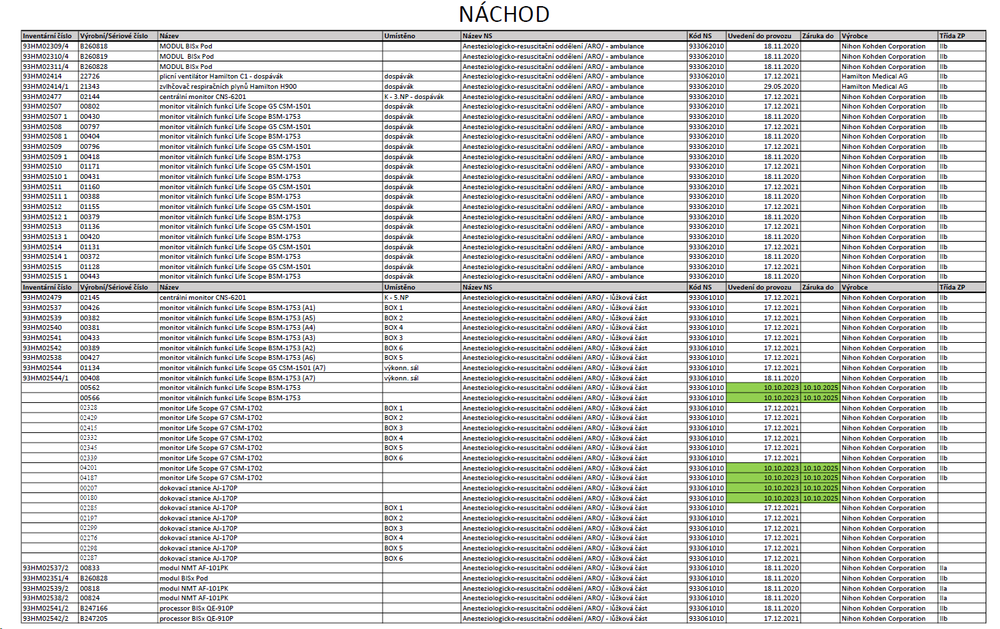 NÁCHOD
Inventární číslo Výrobní/Sériové číslo Název Umístěno Název NS Kód NS Uvedení do provozu Záruka do Výrobce Třída ZP
93HM02309/4 B260818 MODUL BISx Pod Anesteziologicko-resuscitační oddělení /ARO/ - ambulance 933062010 18.11.2020 Nihon Kohden Corporation IIb
93HM02310/4 B260819 MODUL BISx Pod Anesteziologicko-resuscitační oddělení /ARO/ - ambulance 933062010 18.11.2020 Nihon Kohden Corporation IIb
93HM02311/4 B260828 MODUL BISx Pod Anesteziologicko-resuscitační oddělení /ARO/ - ambulance 933062010 18.11.2020 Nihon Kohden Corporation IIb
93HM02414 22726 plicní ventilátor Hamilton C1 - dospávák dospávák Anesteziologicko-resuscitační oddělení /ARO/ - ambulance 933062010 17.12.2021 Hamilton Medical AG IIb
93HM02414/1 21343 zvlhčovač respiračních plynů Hamilton H900 dospávák Anesteziologicko-resuscitační oddělení /ARO/ - ambulance 933062010 29.05.2020 Hamilton Medical AG IIb
93HM02477 02144 centrální monitor CNS-6201 K - 3.NP - dospávák Anesteziologicko-resuscitační oddělení /ARO/ - ambulance 933062010 17.12.2021 Nihon Kohden Corporation IIb
93HM02507 00802 monitor vitálních funkcí Life Scope G5 CSM-1501 dospávák Anesteziologicko-resuscitační oddělení /ARO/ - ambulance 933062010 17.12.2021 Nihon Kohden Corporation IIb
93HM02507 1 00430 monitor vitálních funkcí Life Scope BSM-1753 dospávák Anesteziologicko-resuscitační oddělení /ARO/ - ambulance 933062010 18.11.2020 Nihon Kohden Corporation IIb
93HM02508 00797 monitor vitálních funkcí Life Scope G5 CSM-1501 dospávák Anesteziologicko-resuscitační oddělení /ARO/ - ambulance 933062010 17.12.2021 Nihon Kohden Corporation IIb
93HM02508 1 00404 monitor vitálních funkcí Life Scope BSM-1753 dospávák Anesteziologicko-resuscitační oddělení /ARO/ - ambulance 933062010 18.11.2020 Nihon Kohden Corporation IIb
93HM02509 00796 monitor vitálních funkcí Life Scope G5 CSM-1501 dospávák Anesteziologicko-resuscitační oddělení /ARO/ - ambulance 933062010 17.12.2021 Nihon Kohden Corporation IIb
93HM02509 1 00418 monitor vitálních funkcí Life Scope BSM-1753 dospávák Anesteziologicko-resuscitační oddělení /ARO/ - ambulance 933062010 18.11.2020 Nihon Kohden Corporation IIb
93HM02510 01171 monitor vitálních funkcí Life Scope G5 CSM-1501 dospávák Anesteziologicko-resuscitační oddělení /ARO/ - ambulance 933062010 17.12.2021 Nihon Kohden Corporation IIb
93HM02510 1 00431 monitor vitálních funkcí Life Scope BSM-1753 dospávák Anesteziologicko-resuscitační oddělení /ARO/ - ambulance 933062010 18.11.2020 Nihon Kohden Corporation IIb
93HM02511 01160 monitor vitálních funkcí Life Scope G5 CSM-1501 dospávák Anesteziologicko-resuscitační oddělení /ARO/ - ambulance 933062010 17.12.2021 Nihon Kohden Corporation IIb
93HM02511 1 00388 monitor vitálních funkcí Life Scope BSM-1753 dospávák Anesteziologicko-resuscitační oddělení /ARO/ - ambulance 933062010 18.11.2020 Nihon Kohden Corporation IIb
93HM02512 01155 monitor vitálních funkcí Life Scope G5 CSM-1501 dospávák Anesteziologicko-resuscitační oddělení /ARO/ - ambulance 933062010 17.12.2021 Nihon Kohden Corporation IIb
93HM02512 1 00379 monitor vitálních funkcí Life Scope BSM-1753 dospávák Anesteziologicko-resuscitační oddělení /ARO/ - ambulance 933062010 18.11.2020 Nihon Kohden Corporation IIb
93HM02513 01136 monitor vitálních funkcí Life Scope G5 CSM-1501 dospávák Anesteziologicko-resuscitační oddělení /ARO/ - ambulance 933062010 17.12.2021 Nihon Kohden Corporation IIb
93HM02513 1 00420 monitor vitálních funkcí Life Scope BSM-1753 dospávák Anesteziologicko-resuscitační oddělení /ARO/ - ambulance 933062010 18.11.2020 Nihon Kohden Corporation IIb
93HM02514 01131 monitor vitálních funkcí Life Scope G5 CSM-1501 dospávák Anesteziologicko-resuscitační oddělení /ARO/ - ambulance 933062010 17.12.2021 Nihon Kohden Corporation IIb
93HM02514 1 00372 monitor vitálních funkcí Life Scope BSM-1753 dospávák Anesteziologicko-resuscitační oddělení /ARO/ - ambulance 933062010 18.11.2020 Nihon Kohden Corporation IIb
93HM02515 01128 monitor vitálních funkcí Life Scope G5 CSM-1501 dospávák Anesteziologicko-resuscitační oddělení /ARO/ - ambulance 933062010 17.12.2021 Nihon Kohden Corporation IIb
93HM02515 1 00443 monitor vitálních funkcí Life Scope BSM-1753 dospávák Anesteziologicko-resuscitační oddělení /ARO/ - ambulance 933062010 18.11.2020 Nihon Kohden Corporation IIb
Inventární číslo Výrobní/Sériové číslo Název Umístěno Název NS Kód NS Uvedení do provozu Záruka do Výrobce Třída ZP
93HM02479 02145 centrální monitor CNS-6201 K - 5.NP Anesteziologicko-resuscitační oddělení /ARO/ - lůžková část 933061010 17.12.2021 Nihon Kohden Corporation IIb
93HM02537 00426 monitor vitálních funkcí Life Scope BSM-1753 (A1) BOX 1 Anesteziologicko-resuscitační oddělení /ARO/ - lůžková část 933061010 17.12.2021 Nihon Kohden Corporation IIb
93HM02539 00382 monitor vitálních funkcí Life Scope BSM-1753 (A5) BOX 2 Anesteziologicko-resuscitační oddělení /ARO/ - lůžková část 933061010 17.12.2021 Nihon Kohden Corporation IIb
93HM02540 00381 monitor vitálních funkcí Life Scope BSM-1753 (A4) BOX 4 Anesteziologicko-resuscitační oddělení /ARO/ - lůžková část 933061010 17.12.2021 Nihon Kohden Corporation IIb
93HM02541 00433 monitor vitálních funkcí Life Scope BSM-1753 (A3) BOX 3 Anesteziologicko-resuscitační oddělení /ARO/ - lůžková část 933061010 17.12.2021 Nihon Kohden Corporation IIb
93HM02542 00389 monitor vitálních funkcí Life Scope BSM-1753 (A2) BOX 6 Anesteziologicko-resuscitační oddělení /ARO/ - lůžková část 933061010 17.12.2021 Nihon Kohden Corporation IIb
93HM02538 00427 monitor vitálních funkcí Life Scope BSM-1753 (A6) BOX 5 Anesteziologicko-resuscitační oddělení /ARO/ - lůžková část 933061010 17.12.2021 Nihon Kohden Corporation IIb
93HM02544 01134 monitor vitálních funkcí Life Scope G5 CSM-1501 (A7) výkonn. sál Anesteziologicko-resuscitační oddělení /ARO/ - lůžková část 933061010 17.12.2021 Nihon Kohden Corporation IIb
93HM02544/1 00408 monitor vitálních funkcí Life Scope BSM-1753 (A7) výkonn. sál Anesteziologicko-resuscitační oddělení /ARO/ - lůžková část 933061010 18.11.2020 Nihon Kohden Corporation IIb
00562 monitor vitálních funkcí Life Scope BSM-1753 Anesteziologicko-resuscitační oddělení /ARO/ - lůžková část 933061010 10.10.2023 10.10.2025 Nihon Kohden Corporation IIb
00566 monitor vitálních funkcí Life Scope BSM-1753 Anesteziologicko-resuscitační oddělení /ARO/ - lůžková část 933061010 10.10.2023 10.10.2025 Nihon Kohden Corporation IIb
02328 monitor Life Scope G7 CSM-1702 BOX 1 Anesteziologicko-resuscitační oddělení /ARO/ - lůžková část 933061010 17.12.2021 Nihon Kohden Corporation IIb
02429 monitor Life Scope G7 CSM-1702 BOX 2 Anesteziologicko-resuscitační oddělení /ARO/ - lůžková část 933061010 17.12.2021 Nihon Kohden Corporation IIb
02415 monitor Life Scope G7 CSM-1702 BOX 3 Anesteziologicko-resuscitační oddělení /ARO/ - lůžková část 933061010 17.12.2021 Nihon Kohden Corporation IIb
02332 monitor Life Scope G7 CSM-1702 BOX 4 Anesteziologicko-resuscitační oddělení /ARO/ - lůžková část 933061010 17.12.2021 Nihon Kohden Corporation IIb
02345 monitor Life Scope G7 CSM-1702 BOX 5 Anesteziologicko-resuscitační oddělení /ARO/ - lůžková část 933061010 17.12.2021 Nihon Kohden Corporation IIb
02339 monitor Life Scope G7 CSM-1702 BOX 6 Anesteziologicko-resuscitační oddělení /ARO/ - lůžková část 933061010 17.12.2021 Nihon Kohden Corporation IIb
04201 monitor Life Scope G7 CSM-1702 Anesteziologicko-resuscitační oddělení /ARO/ - lůžková část 933061010 10.10.2023 10.10.2025 Nihon Kohden Corporation IIb
04187 monitor Life Scope G7 CSM-1702 Anesteziologicko-resuscitační oddělení /ARO/ - lůžková část 933061010 10.10.2023 10.10.2025 Nihon Kohden Corporation IIb
00207 dokovací stanice AJ-170P Anesteziologicko-resuscitační oddělení /ARO/ - lůžková část 933061010 10.10.2023 10.10.2025 Nihon Kohden Corporation
00180 dokovací stanice AJ-170P Anesteziologicko-resuscitační oddělení /ARO/ - lůžková část 933061010 10.10.2023 10.10.2025 Nihon Kohden Corporation
02285 dokovací stanice AJ-170P BOX 1 Anesteziologicko-resuscitační oddělení /ARO/ - lůžková část 933061010 17.12.2021 Nihon Kohden Corporation
02197 dokovací stanice AJ-170P BOX 2 Anesteziologicko-resuscitační oddělení /ARO/ - lůžková část 933061010 17.12.2021 Nihon Kohden Corporation
02299 dokovací stanice AJ-170P BOX 3 Anesteziologicko-resuscitační oddělení /ARO/ - lůžková část 933061010 17.12.2021 Nihon Kohden Corporation
02276 dokovací stanice AJ-170P BOX 4 Anesteziologicko-resuscitační oddělení /ARO/ - lůžková část 933061010 17.12.2021 Nihon Kohden Corporation
02298 dokovací stanice AJ-170P BOX 5 Anesteziologicko-resuscitační oddělení /ARO/ - lůžková část 933061010 17.12.2021 Nihon Kohden Corporation
02287 dokovací stanice AJ-170P BOX 6 Anesteziologicko-resuscitační oddělení /ARO/ - lůžková část 933061010 17.12.2021 Nihon Kohden Corporation
93HM02537/2 00833 modul NMT AF-101PK Anesteziologicko-resuscitační oddělení /ARO/ - lůžková část 933061010 18.11.2020 Nihon Kohden Corporation IIa
93HM02351/4 B260828 modul BISx Pod Anesteziologicko-resuscitační oddělení /ARO/ - lůžková část 933061010 18.11.2020 Nihon Kohden Corporation IIb
93HM02539/2 00818 modul NMT AF-101PK Anesteziologicko-resuscitační oddělení /ARO/ - lůžková část 933061010 18.11.2020 Nihon Kohden Corporation IIa
93HM02538/2 00824 modul NMT AF-101PK Anesteziologicko-resuscitační oddělení /ARO/ - lůžková část 933061010 18.11.2020 Nihon Kohden Corporation IIa
93HM02541/2 B247166 processor BISx QE-910P Anesteziologicko-resuscitační oddělení /ARO/ - lůžková část 933061010 18.11.2020 Nihon Kohden Corporation IIb
93HM02542/2 B247205 processor BISx QE-910P Anesteziologicko-resuscitační oddělení /ARO/ - lůžková část 933061010 17.12.2021 Nihon Kohden Corporation IIb